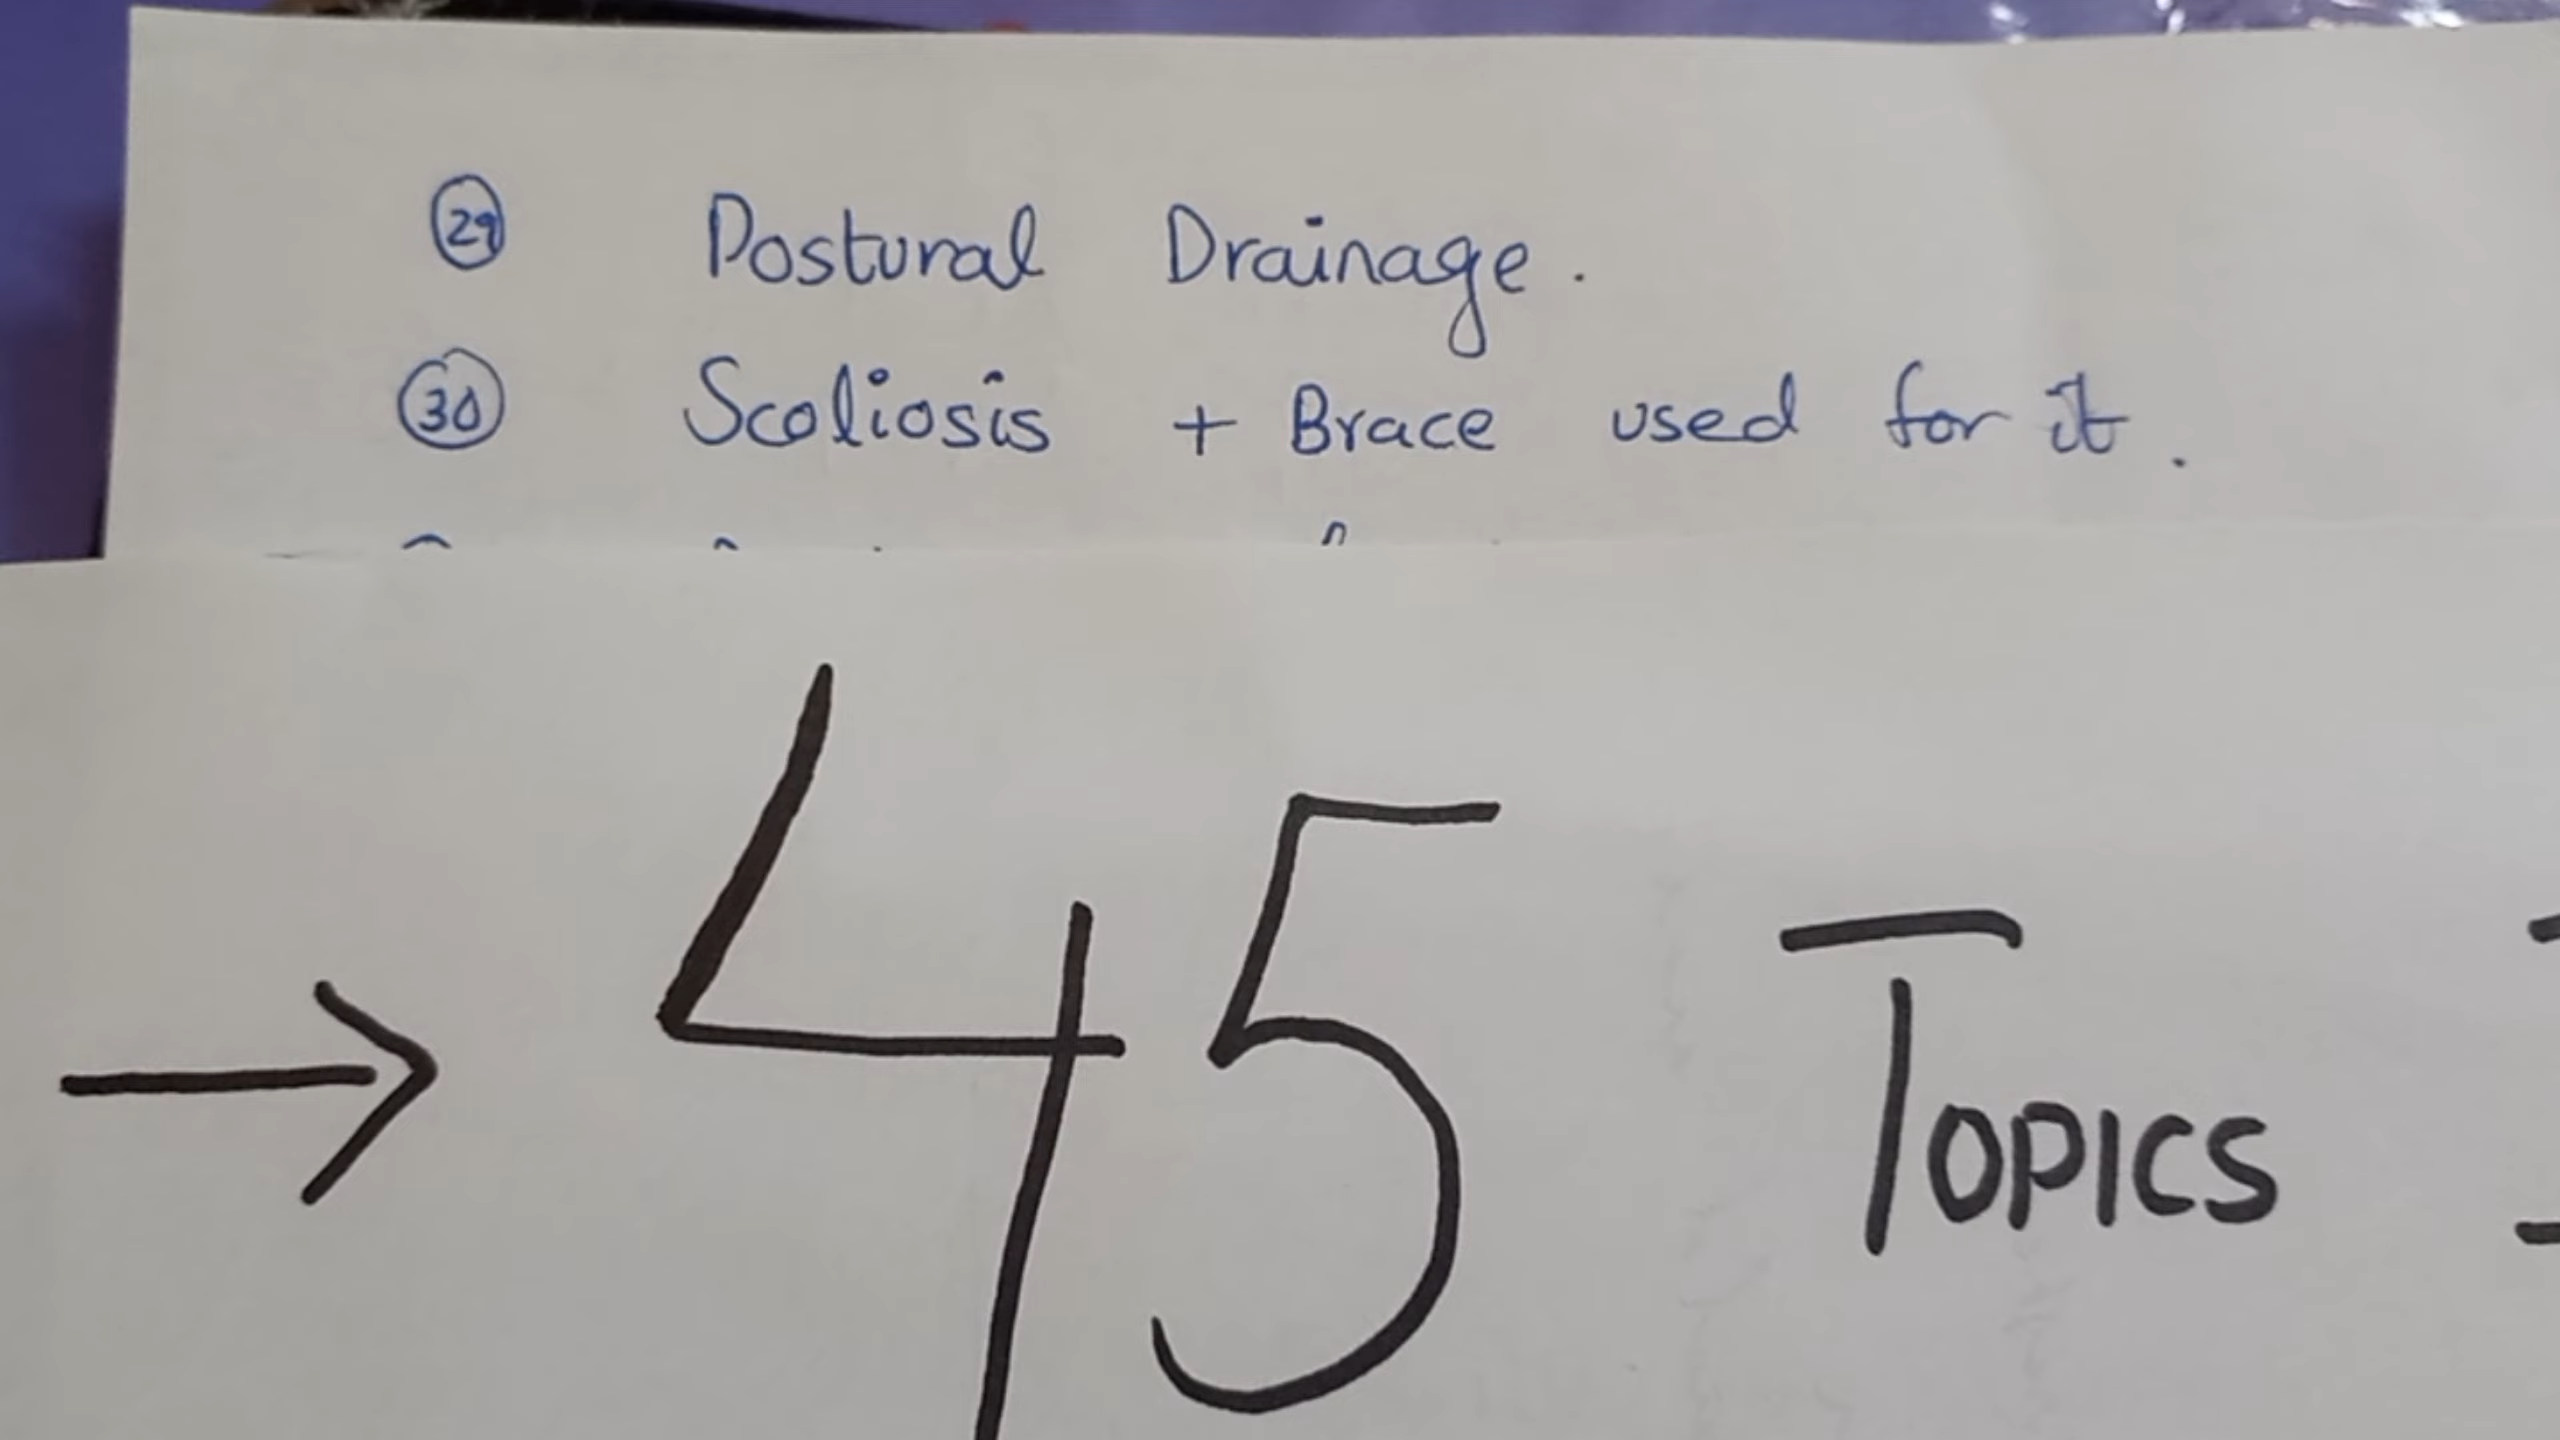 29 Postural Drainage.
30 Scoliosis + Brace used for it.
→ 45 Topics